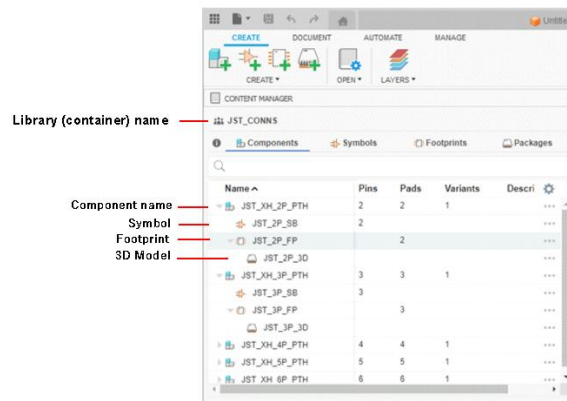 Untitle
CREATE DOCUMENT AUTOMATE MANAGE
CREATE OPEN LAYERS
CONTENT MANAGER
Library (container) name JST_CONNS
Components Symbols Footprints Packages
Name Pins Pads Variants Descri
Component name JST_XH_2P_PTH 2 2 1
Symbol JST_2P_SB 2
Footprint JST_2P_FP 2
3D Model JST_2P_3D
JST_XH_3P_PTH 3 3 1
JST_3P_SB 3
JST_3P_FP 3
JST_3P_3D
JST_XH_4P_PTH 4 4 1
JST_XH_5P_PTH 5 5 1
JST_XH_6P_PTH 6 6 1